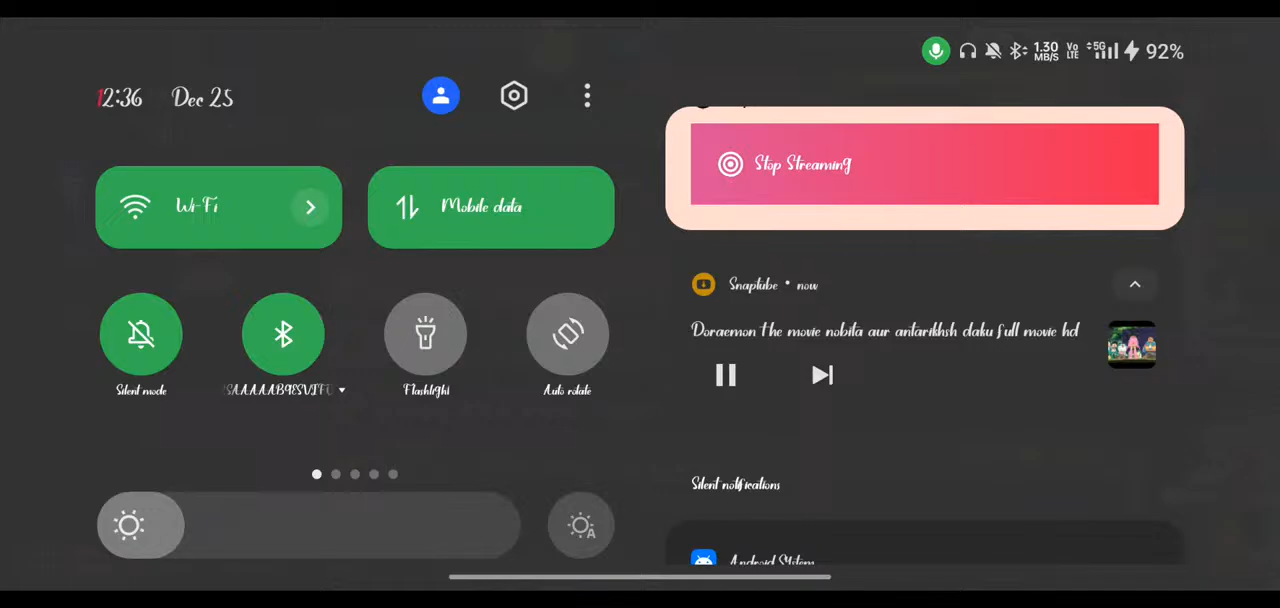 1.30 MB/S Vo LTE 5G 92%
12:36 Dec 25
Stop Streaming
Wi-Fi
Mobile data
Snaptube • now
Doraemon the movie nobita aur antarikhsh daku full movie hd
Silent mode
Flashlight
Auto rotate
Silent notifications
A
Android System